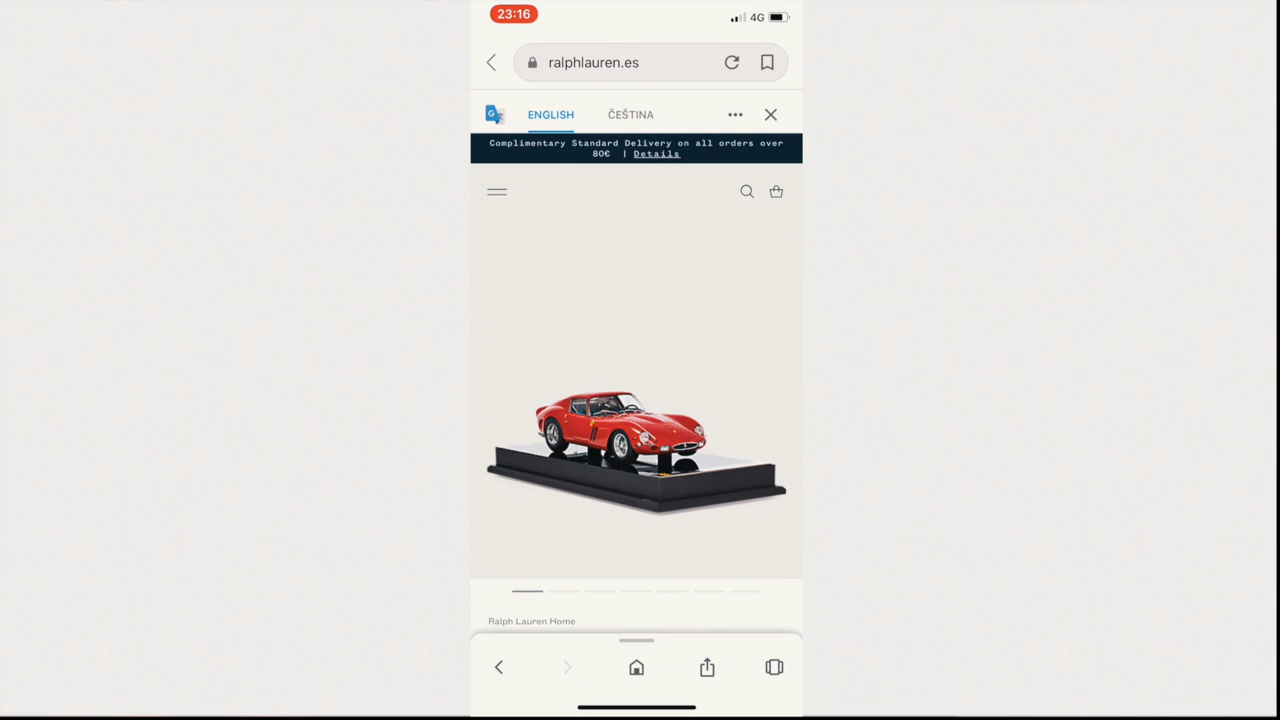 23:16
4G
ralphlauren.es
ENGLISH
ČEŠTINA
Complimentary Standard Delivery on all orders over
80€ | Details
Ralph Lauren Home